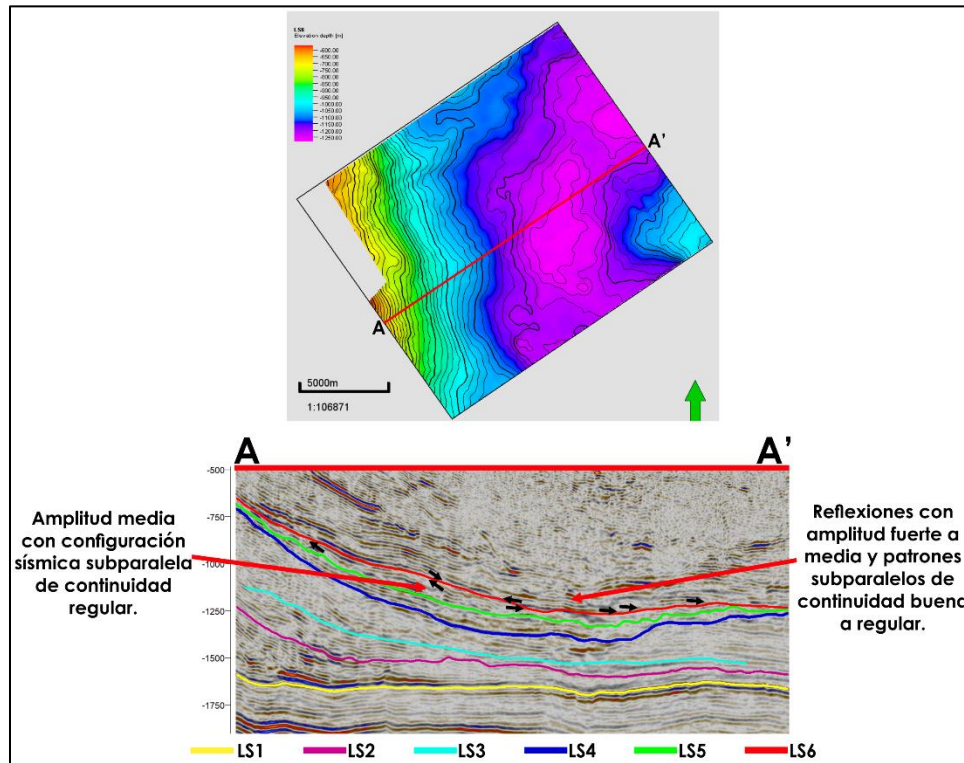 LS6
Elevation depth [m]
-600.00
-650.00
-700.00
-750.00
-800.00
-850.00
-900.00
-950.00
-1000.00
-1050.00
-1100.00
-1150.00
-1200.00
-1250.00
A'
A
5000m
1:106871
A
A'
-500
-750
-1000
-1250
-1500
-1750
Amplitud media
con configuración
sísmica subparalela
de continuidad
regular.
Reflexiones con
amplitud fuerte a
media y patrones
subparalelos de
continuidad buena
a regular.
LS1 LS2 LS3 LS4 LS5 LS6